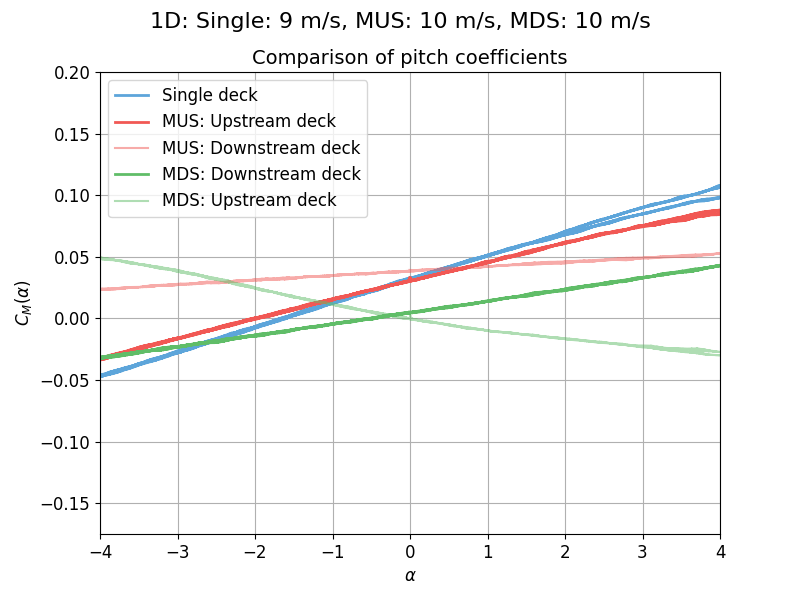 1D: Single: 9 m/s, MUS: 10 m/s, MDS: 10 m/s
Comparison of pitch coefficients
0.20
0.15
0.10
0.05
0.00
−0.05
−0.10
−0.15
C_M(α)
Single deck
MUS: Upstream deck
MUS: Downstream deck
MDS: Downstream deck
MDS: Upstream deck
−4 −3 −2 −1 0 1 2 3 4
α